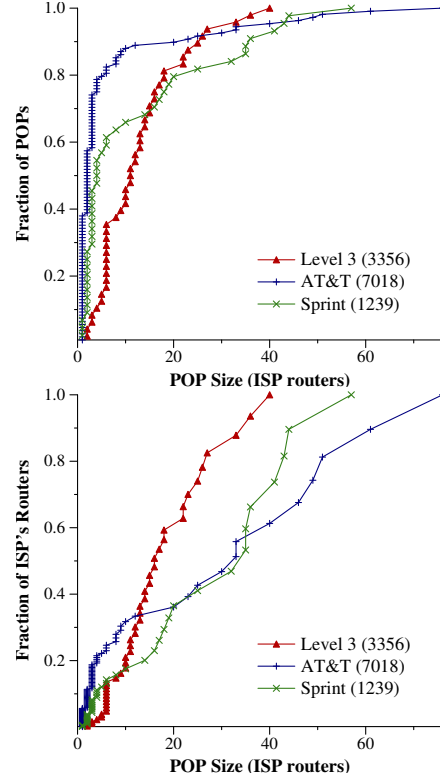 1.0
0.8
0.6
0.4
0.2
Fraction of POPs
Level 3 (3356)
AT&T (7018)
Sprint (1239)
0
20
40
60
POP Size (ISP routers)
1.0
0.8
0.6
0.4
0.2
Fraction of ISP's Routers
Level 3 (3356)
AT&T (7018)
Sprint (1239)
0
20
40
60
POP Size (ISP routers)